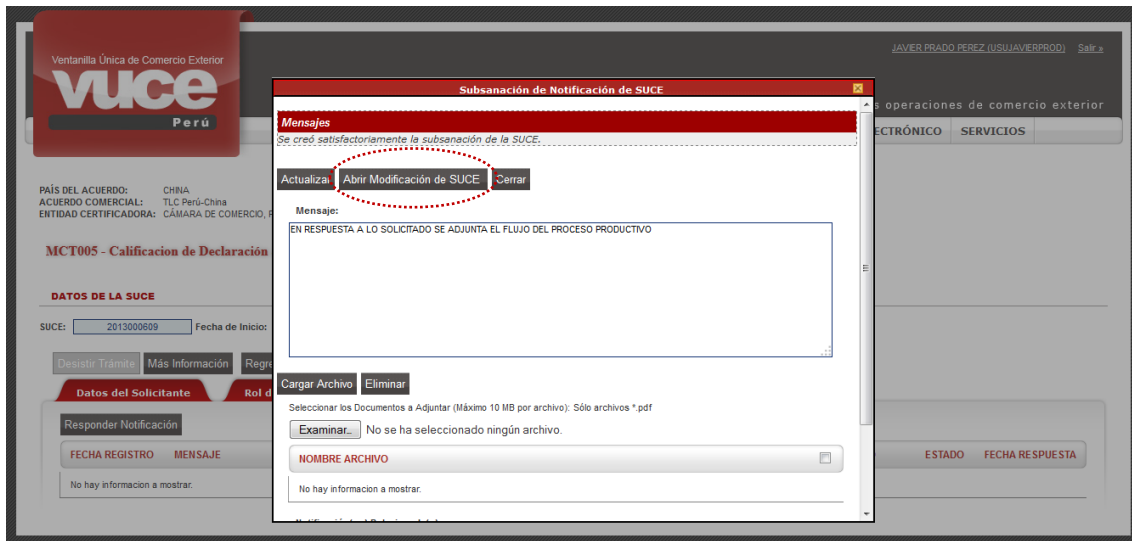 Ventanilla Única de Comercio Exterior
vuce
Perú
JAVIER PRADO PEREZ (USUJAVIERPROD) Salir »
s operaciones de comercio exterior
ECTRÓNICO SERVICIOS
Subsanación de Notificación de SUCE
Mensajes
Se creó satisfactoriamente la subsanación de la SUCE.
Actualizar Abrir Modificación de SUCE Cerrar
Mensaje:
EN RESPUESTA A LO SOLICITADO SE ADJUNTA EL FLUJO DEL PROCESO PRODUCTIVO
Cargar Archivo Eliminar
Seleccionar los Documentos a Adjuntar (Máximo 10 MB por archivo): Sólo archivos *.pdf
Examinar_ No se ha seleccionado ningún archivo.
NOMBRE ARCHIVO
No hay informacion a mostrar.
PAÍS DEL ACUERDO: CHINA
ACUERDO COMERCIAL: TLC Perú-China
ENTIDAD CERTIFICADORA: CÁMARA DE COMERCIO, P
MCT005 - Calificacion de Declaración
DATOS DE LA SUCE
SUCE: 2013000609 Fecha de Inicio:
Desistir Trámite Más Información Regre
Datos del Solicitante Rol d
Responder Notificación
FECHA REGISTRO MENSAJE ESTADO FECHA RESPUESTA
No hay informacion a mostrar.